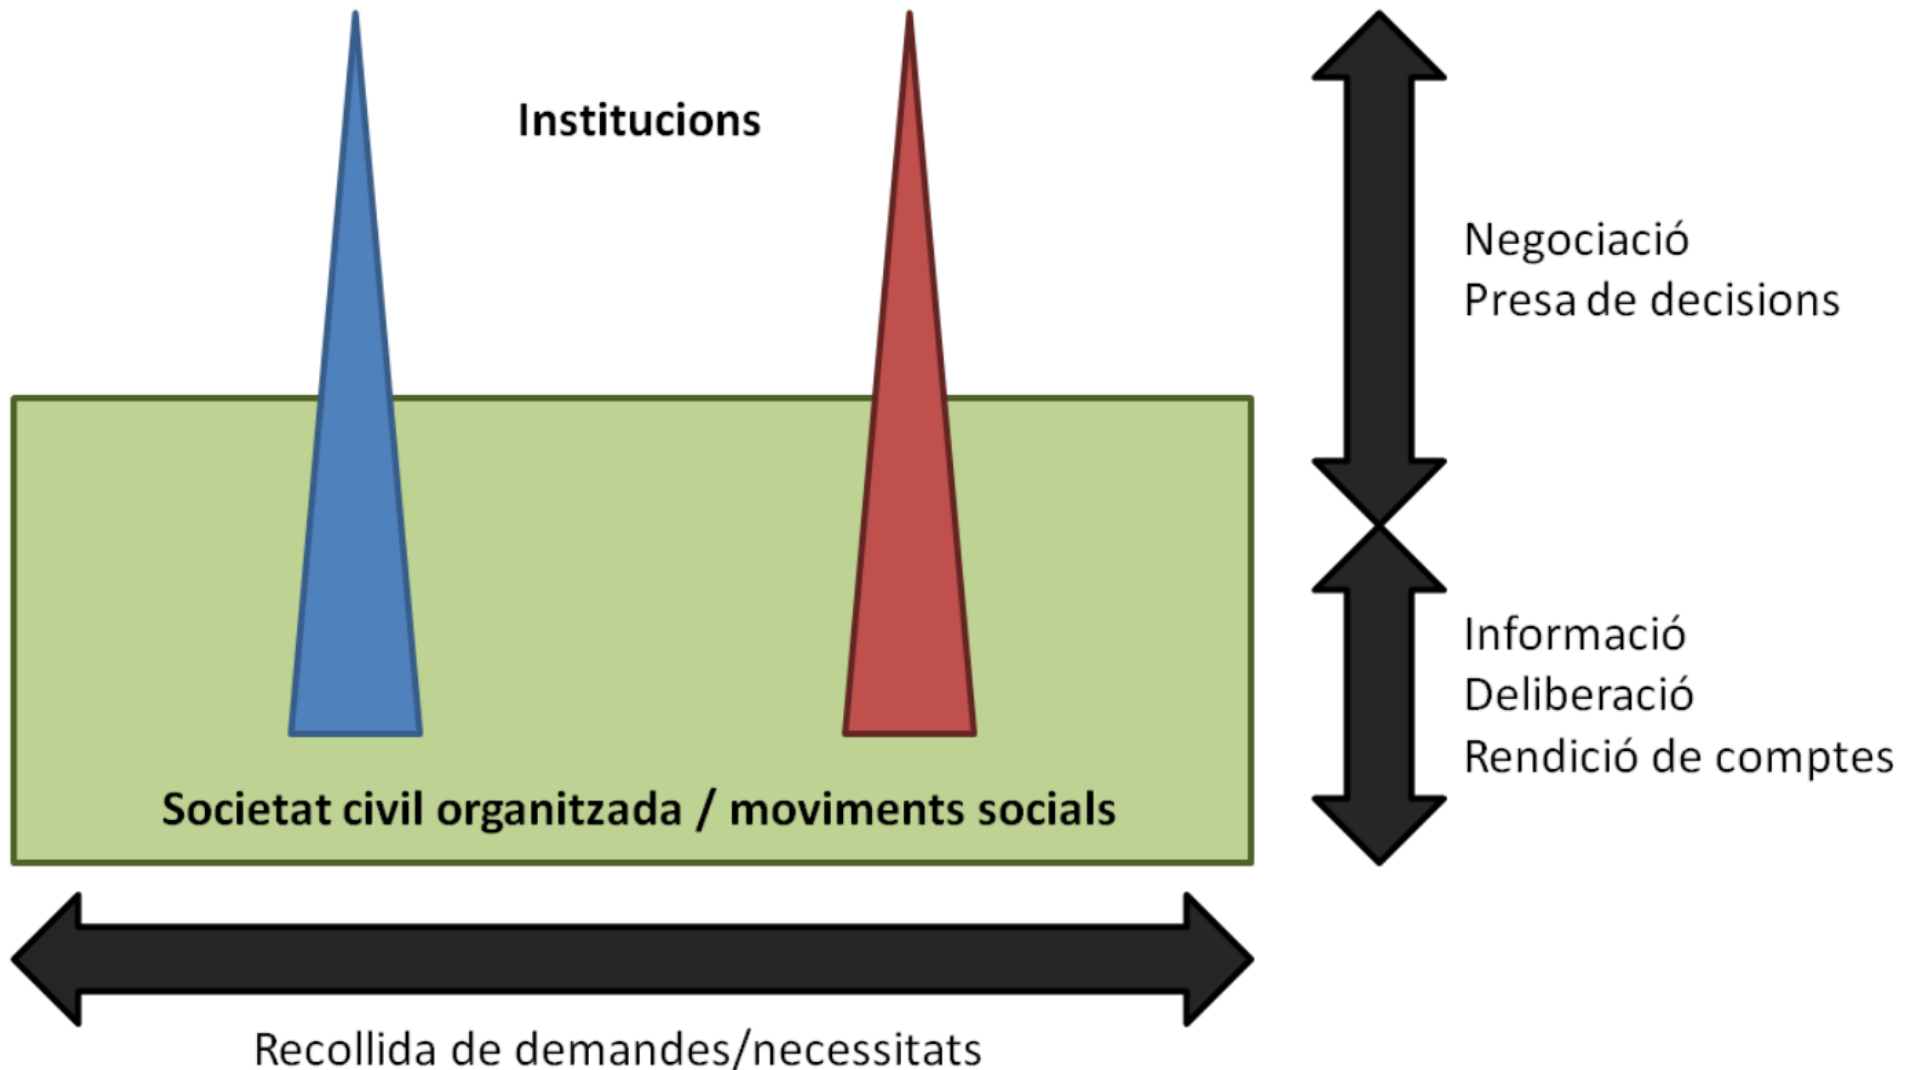 Institucions
Negociació
Presa de decisions
Informació
Deliberació
Rendició de comptes
Societat civil organitzada / moviments socials
Recollida de demandes/necessitats